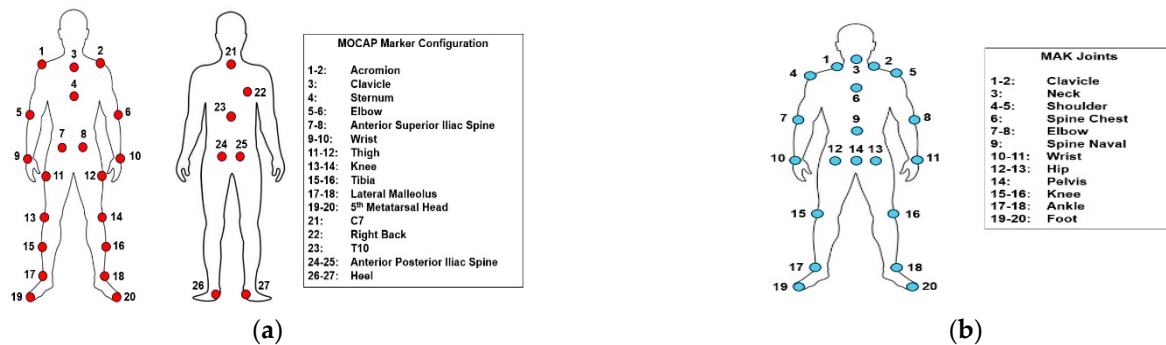 1
3
2
4
5
6
7
8
9
10
11
12
13
14
15
16
17
18
19
20
21
22
23
24
25
26
27
MOCAP Marker Configuration
1-2: Acromion
3: Clavicle
4: Sternum
5-6: Elbow
7-8: Anterior Superior Iliac Spine
9-10: Wrist
11-12: Thigh
13-14: Knee
15-16: Tibia
17-18: Lateral Malleolus
19-20: 5th Metatarsal Head
21: C7
22: Right Back
23: T10
24-25: Anterior Posterior Iliac Spine
26-27: Heel
(a)
1
3
2
4
5
6
7
8
9
10
12
14
13
11
15
16
17
18
19
20
MAK Joints
1-2: Clavicle
3: Neck
4-5: Shoulder
6: Spine Chest
7-8: Elbow
9: Spine Naval
10-11: Wrist
12-13: Hip
14: Pelvis
15-16: Knee
17-18: Ankle
19-20: Foot
(b)